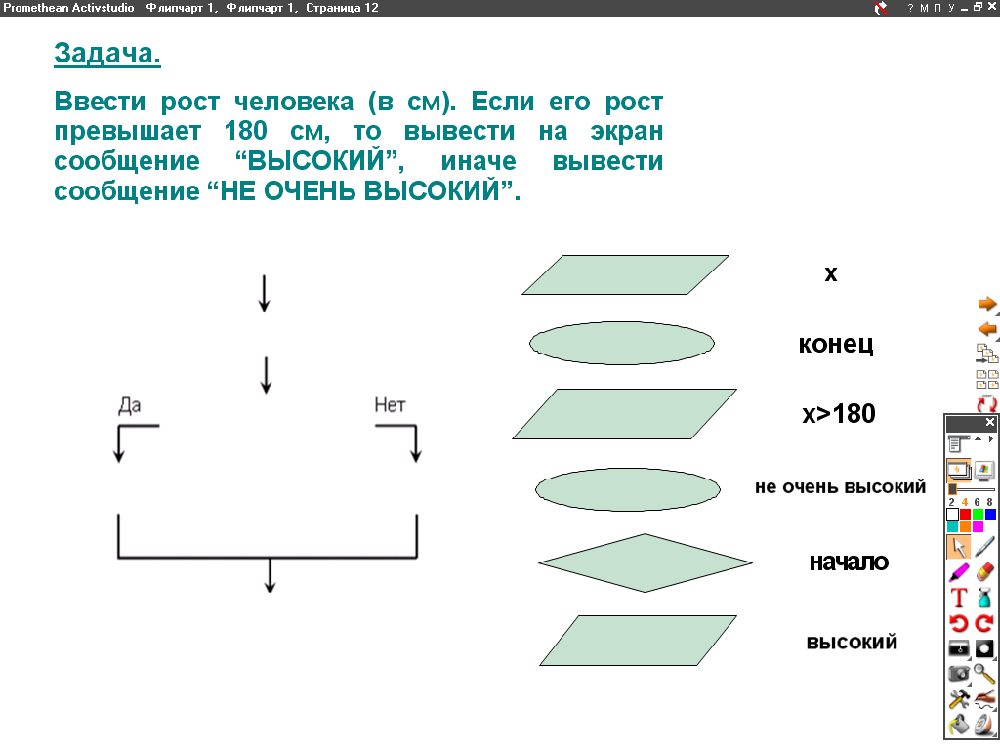 Promethean Activstudio Флипчарт 1, Флипчарт 1, Страница 12
? М П У
Задача.
Ввести рост человека (в см). Если его рост
превышает 180 см, то вывести на экран
сообщение “ВЫСОКИЙ”, иначе вывести
сообщение “НЕ ОЧЕНЬ ВЫСОКИЙ”.
Да
Нет
x
конец
x>180
не очень высокий
начало
высокий
2 4 6 8
T